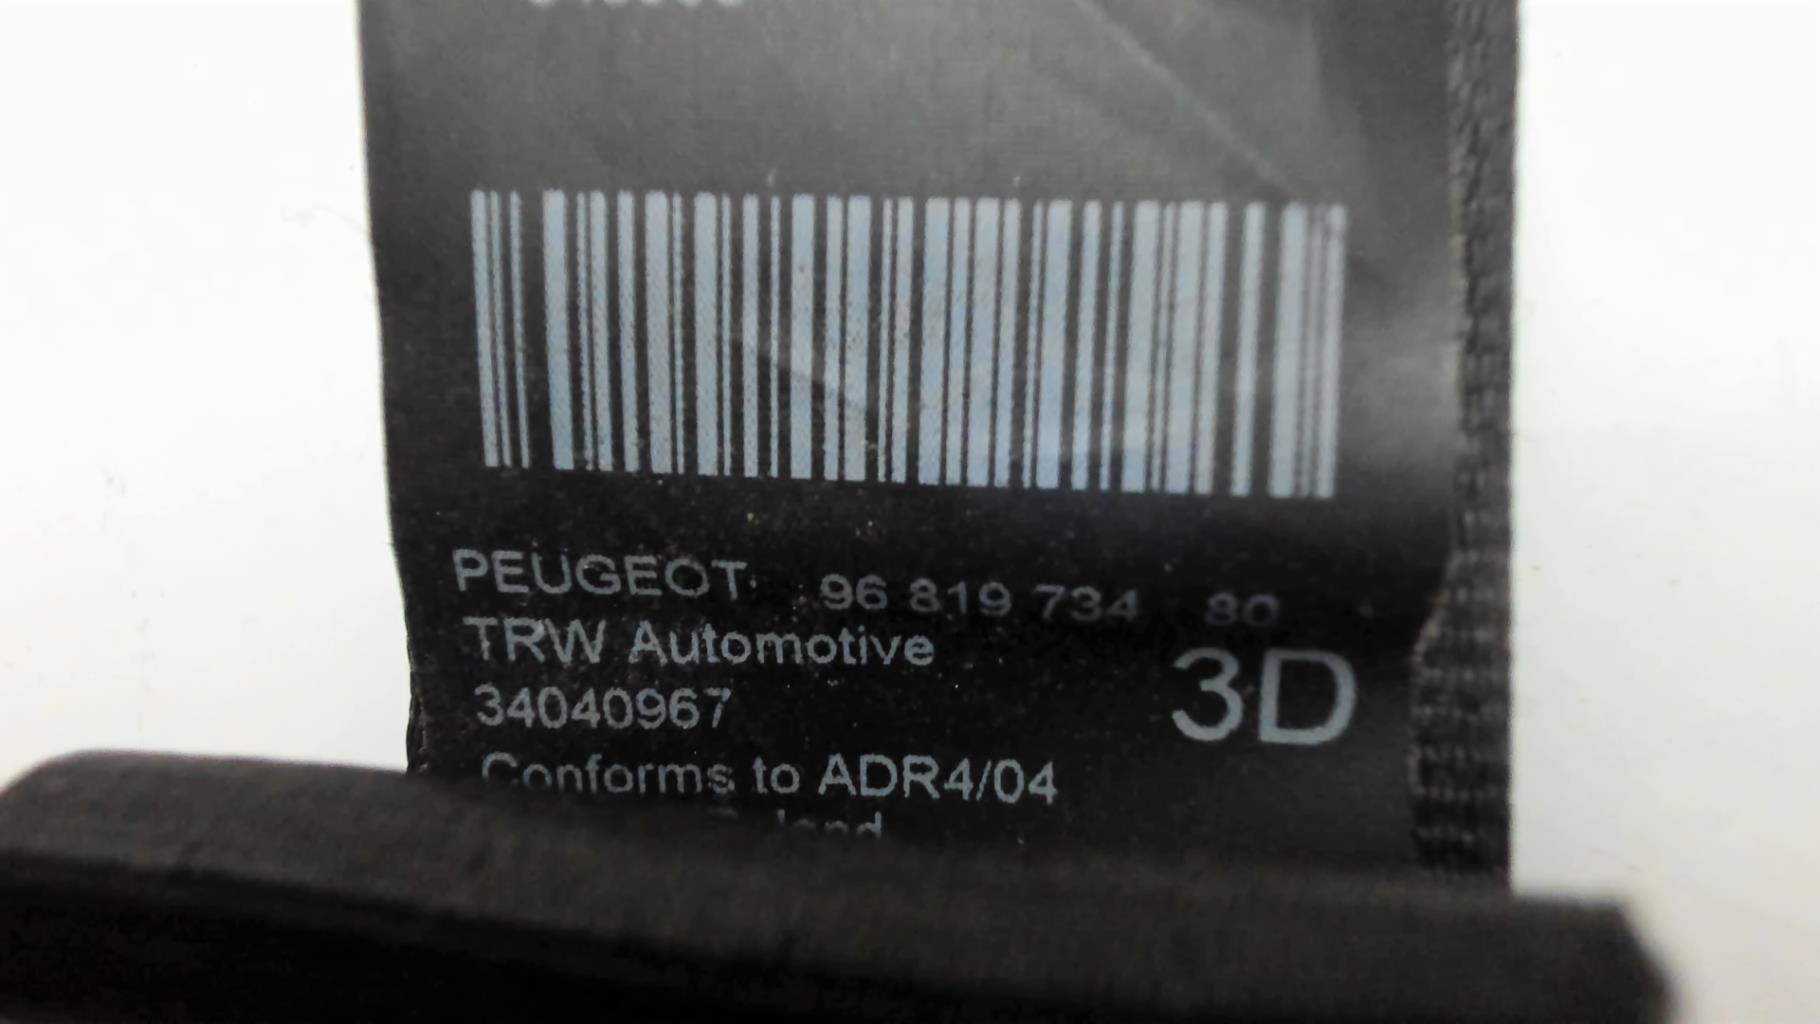 PEUGEOT 96 819 734 80
TRW Automotive
3D
34040967
Conforms to ADR4/04